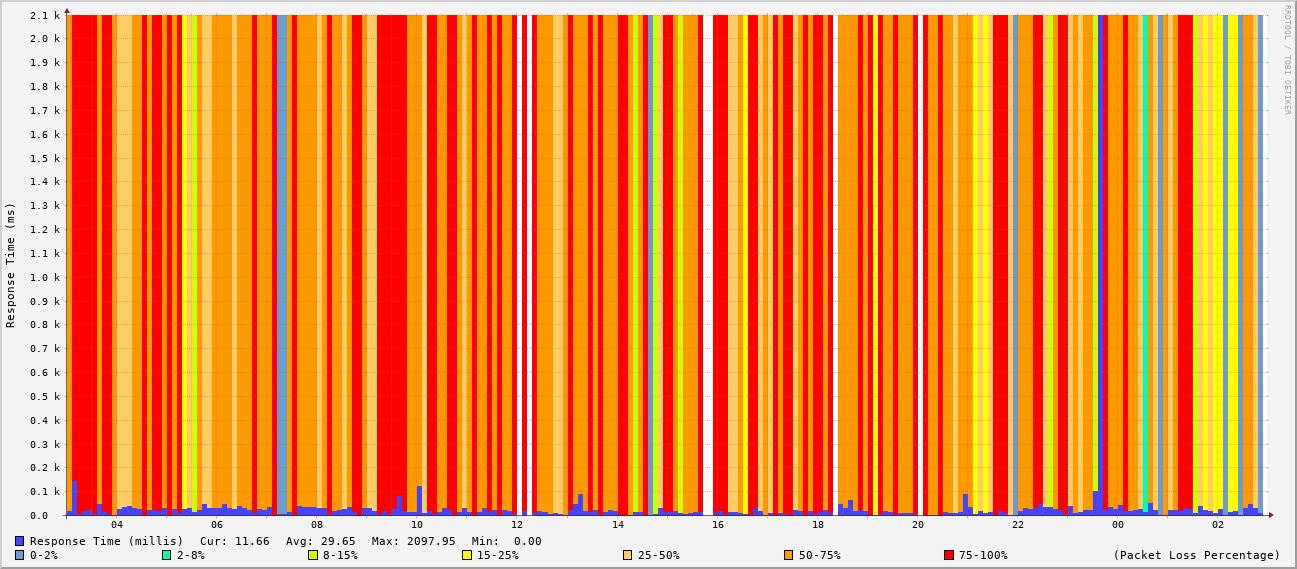 2.1 k
2.0 k
1.9 k
1.8 k
1.7 k
1.6 k
1.5 k
1.4 k
1.3 k
1.2 k
1.1 k
1.0 k
0.9 k
0.8 k
0.7 k
0.6 k
0.5 k
0.4 k
0.3 k
0.2 k
0.1 k
0.0
Response Time (ms)
RRDTOOL / TOBI OETIKER
04 06 08 10 12 14 16 18 20 22 00 02
Response Time (millis) Cur: 11.66 Avg: 29.65 Max: 2097.95 Min: 0.00
0-2% 2-8% 8-15% 15-25% 25-50% 50-75% 75-100% (Packet Loss Percentage)